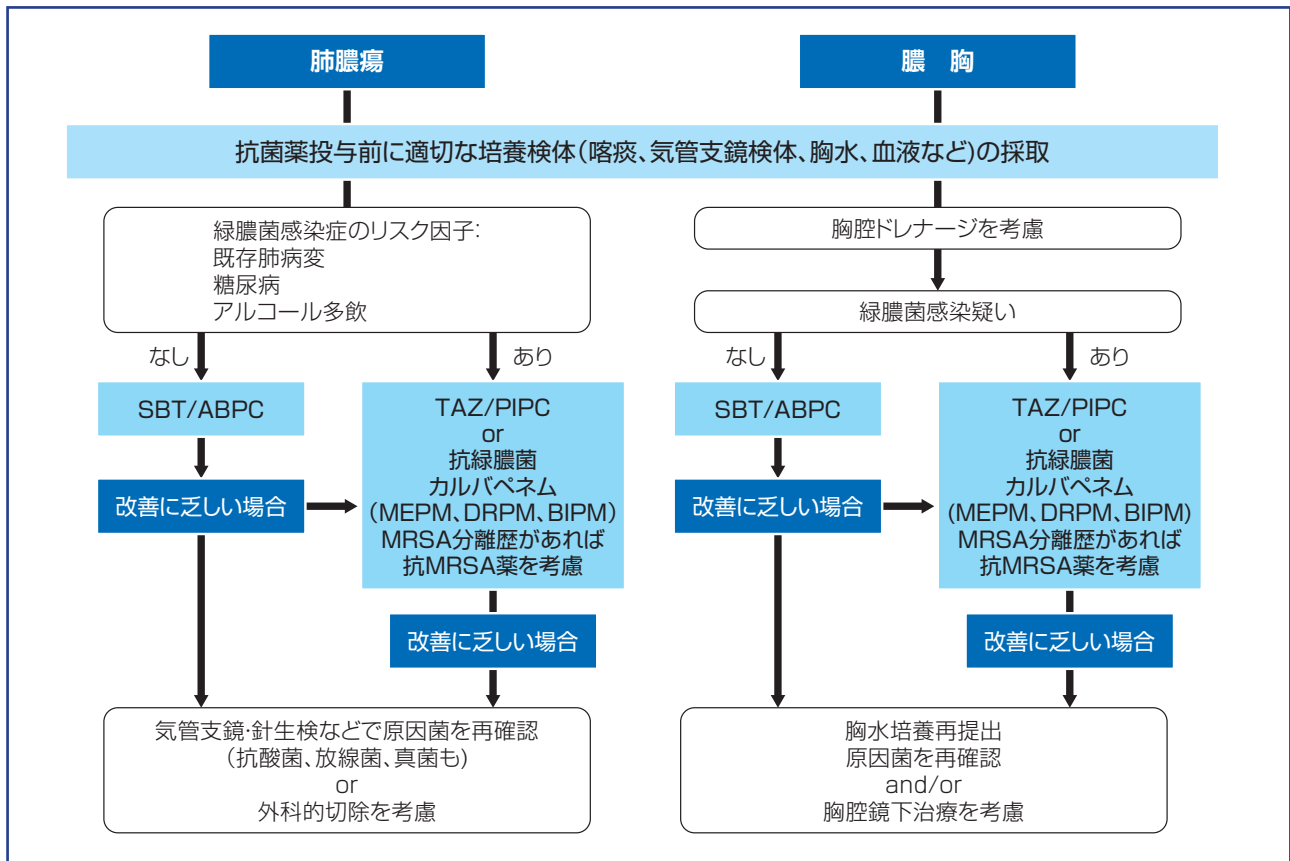 肺膿瘍
膿 胸
抗菌薬投与前に適切な培養検体(喀痰、気管支鏡検体、胸水、血液など)の採取
緑膿菌感染症のリスク因子:
既存肺病変
糖尿病
アルコール多飲
なし
あり
SBT/ABPC
改善に乏しい場合
TAZ/PIPC
or
抗緑膿菌
カルバペネム
(MEPM、DRPM、BIPM)
MRSA分離歴があれば
抗MRSA薬を考慮
改善に乏しい場合
気管支鏡・針生検などで原因菌を再確認
(抗酸菌、放線菌、真菌も)
or
外科的切除を考慮
胸腔ドレナージを考慮
緑膿菌感染疑い
なし
あり
SBT/ABPC
改善に乏しい場合
TAZ/PIPC
or
抗緑膿菌
カルバペネム
(MEPM、DRPM、BIPM)
MRSA分離歴があれば
抗MRSA薬を考慮
改善に乏しい場合
胸水培養再提出
原因菌を再確認
and/or
胸腔鏡下治療を考慮